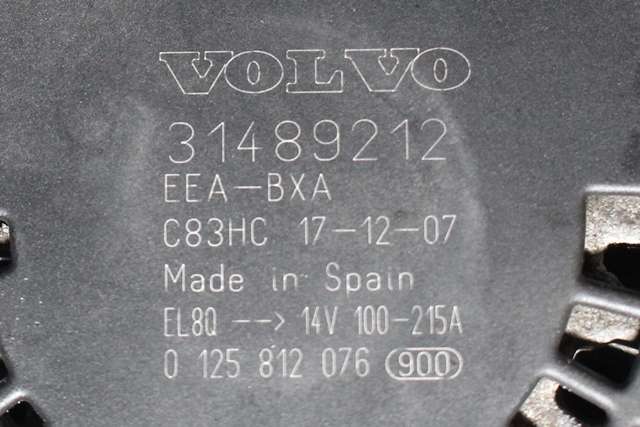 VOLVO
31489212
EEA-BXA
C83HC 17-12-07
Made in Spain
EL8Q --> 14V 100-215A
0 125 812 076 900